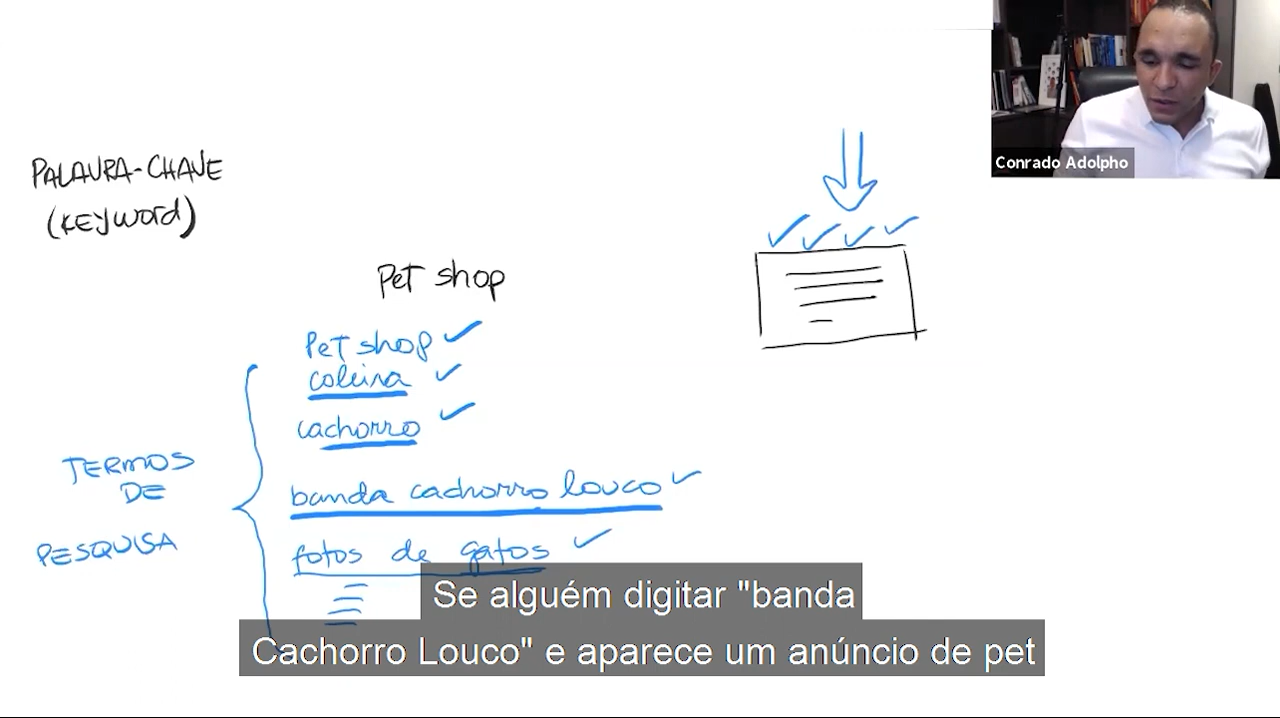 Conrado Adolpho
PALAVRA-CHAVE
(KEYword)
Pet shop
Pet shop
coleira
cachorro
TERMOS
DE
PESQUISA
banda cachorro louco
fotos de gatos
Se alguém digitar "banda
Cachorro Louco" e aparece um anúncio de pet